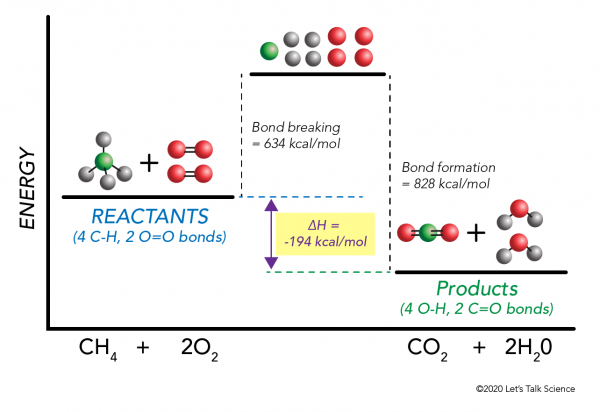 ENERGY
Bond breaking
= 634 kcal/mol
Bond formation
= 828 kcal/mol
+
REACTANTS
(4 C-H, 2 O=O bonds)
ΔH =
-194 kcal/mol
+
Products
(4 O-H, 2 C=O bonds)
CH₄ + 2O₂
CO₂ + 2H₂0
©2020 Let's Talk Science